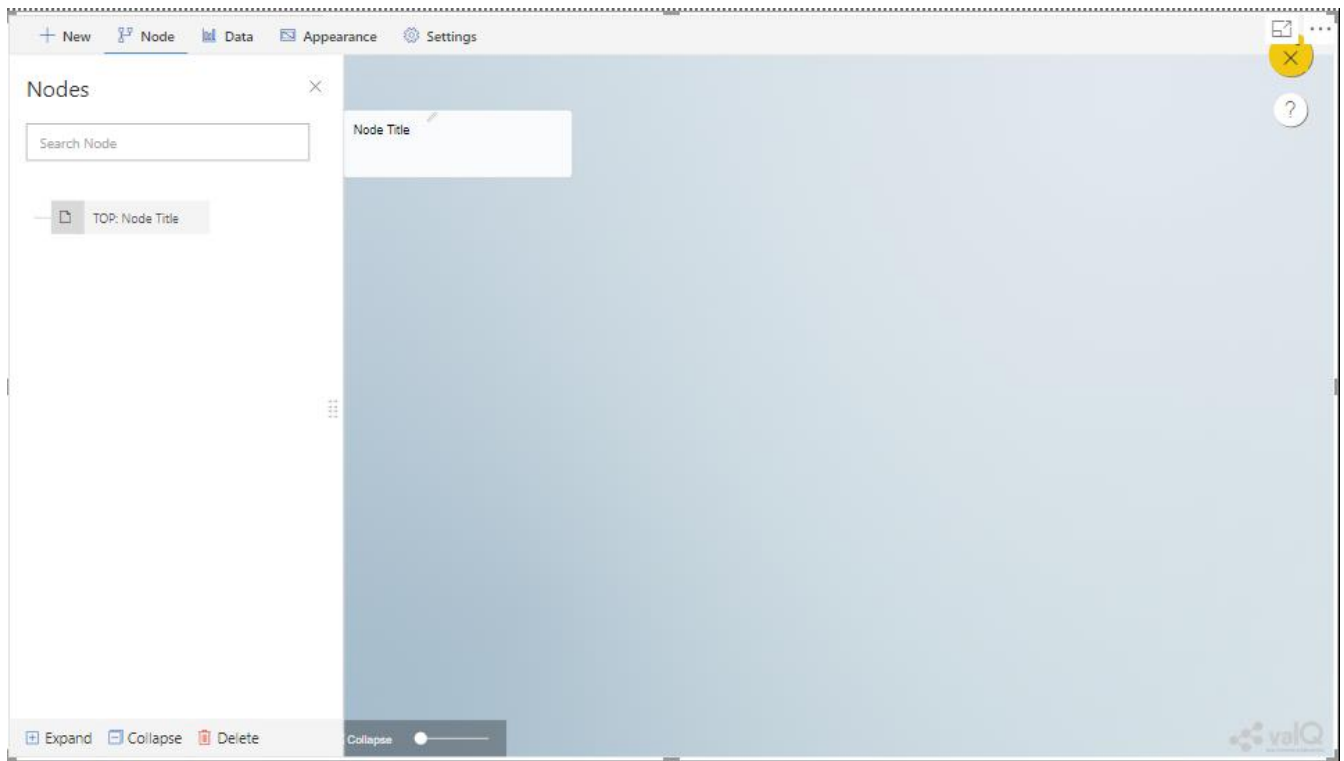 New Node Data Appearance Settings
Nodes
Search Node
TOP: Node Title
Node Title
?
Expand Collapse Delete
Collapse
valQ